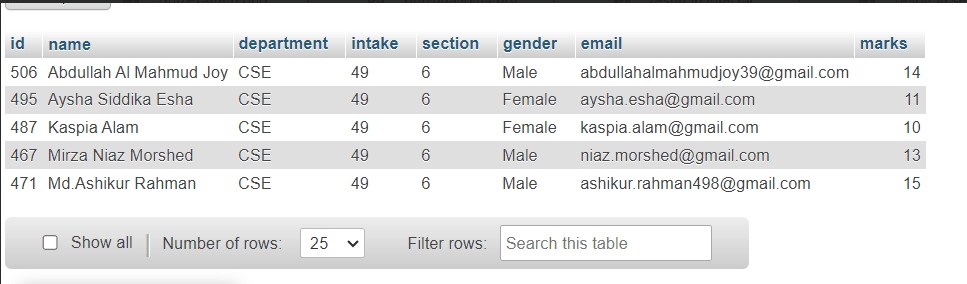 id name department intake section gender email marks
506 Abdullah Al Mahmud Joy CSE 49 6 Male abdullahalmahmudjoy39@gmail.com 14
495 Aysha Siddika Esha CSE 49 6 Female aysha.esha@gmail.com 11
487 Kaspia Alam CSE 49 6 Female kaspia.alam@gmail.com 10
467 Mirza Niaz Morshed CSE 49 6 Male niaz.morshed@gmail.com 13
471 Md.Ashikur Rahman CSE 49 6 Male ashikur.rahman498@gmail.com 15
Show all Number of rows: 25 Filter rows: Search this table